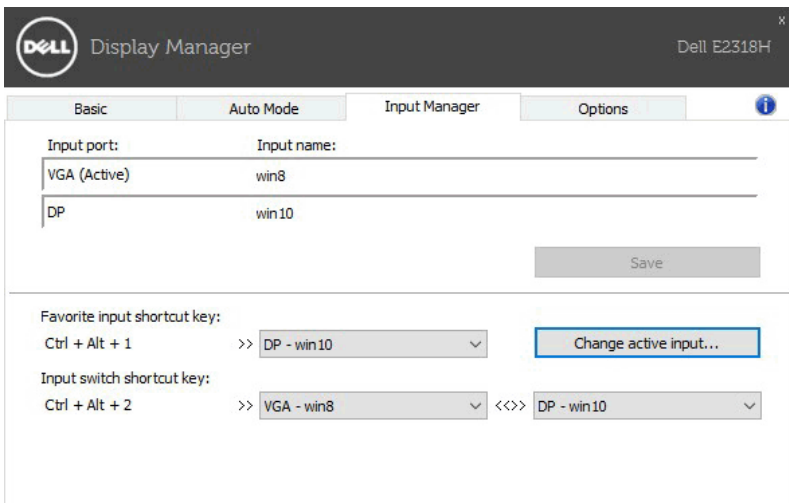 x
DELL Display Manager Dell E2318H
Basic Auto Mode Input Manager Options i
Input port: Input name:
VGA (Active) win8
DP win10
Save
Favorite input shortcut key:
Ctrl + Alt + 1 >> DP - win10 Change active input...
Input switch shortcut key:
Ctrl + Alt + 2 >> VGA - win8 <<>> DP - win10